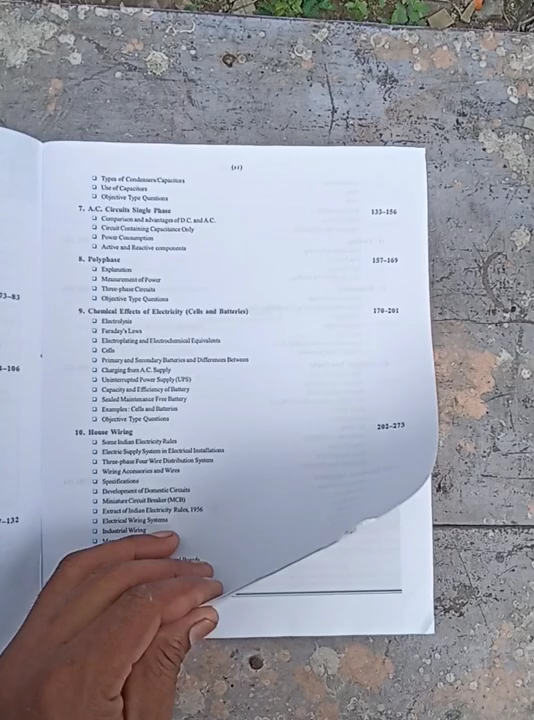 (xi)
❑ Types of Condensers/Capacitors
❑ Use of Capacitors
❑ Objective Type Questions
7. A.C. Circuits Single Phase 133–156
❑ Comparison and advantages of D.C. and A.C.
❑ Circuit Containing Capacitance Only
❑ Power Consumption
❑ Active and Reactive components
8. Polyphase 157–169
❑ Explanation
❑ Measurement of Power
❑ Three-phase Circuits
❑ Objective Type Questions
73–83
9. Chemical Effects of Electricity (Cells and Batteries) 170–201
❑ Electrolysis
❑ Faraday's Laws
❑ Electroplating and Electrochemical Equivalents
❑ Cells
❑ Primary and Secondary Batteries and Differences Between
–106
❑ Charging from A.C. Supply
❑ Uninterrupted Power Supply (UPS)
❑ Capacity and Efficiency of Battery
❑ Sealed Maintenance Free Battery
❑ Examples : Cells and Batteries
❑ Objective Type Questions
10. House Wiring 202–273
❑ Some Indian Electricity Rules
❑ Electric Supply System in Electrical Installations
❑ Three-phase Four Wire Distribution System
❑ Wiring Accessories and Wires
❑ Specifications
❑ Development of Domestic Circuits
❑ Miniature Circuit Breaker (MCB)
❑ Extract of Indian Electricity Rules, 1956
❑ Electrical Wiring Systems
–132
❑ Industrial Wiring